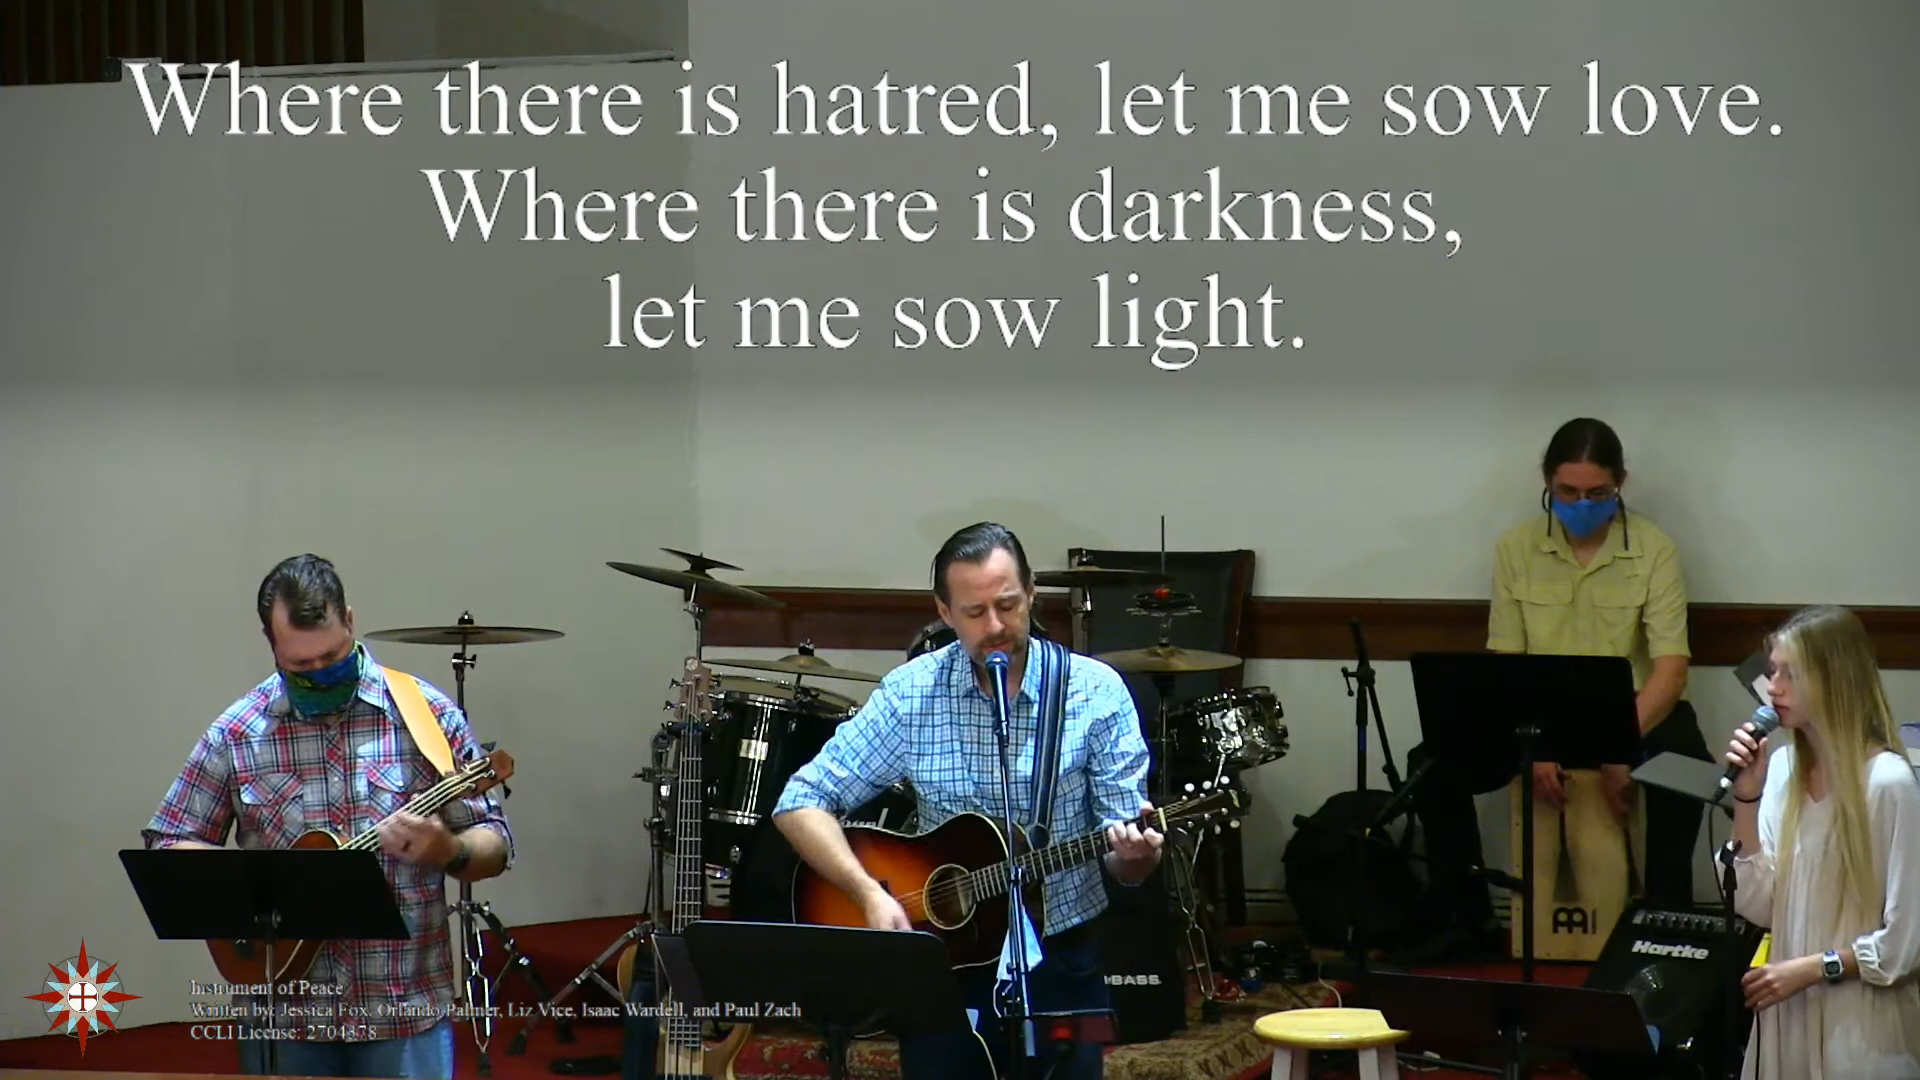 Where there is hatred, let me sow love.
Where there is darkness,
let me sow light.
Hartke
BASS
Instrument of Peace
Written by: Jessica Fox, Orlando Palmer, Liz Vice, Isaac Wardell, and Paul Zach
CCLI License: 2704378